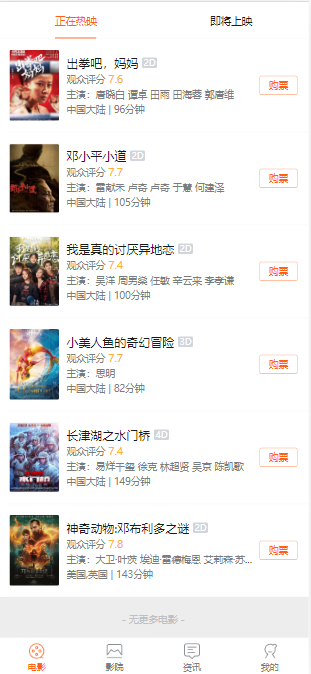 正在热映
即将上映
出拳吧，妈妈 2D
观众评分 7.6
主演：唐晓白 谭卓 田雨 田海蓉 郭唐维
中国大陆 | 96分钟
购票
邓小平小道 2D
观众评分 7.7
主演：雷献禾 卢奇 卢奇 于慧 何建泽
中国大陆 | 105分钟
购票
我是真的讨厌异地恋 2D
观众评分 7.4
主演：吴洋 周男燊 任敏 辛云来 李孝谦
中国大陆 | 100分钟
购票
小美人鱼的奇幻冒险 3D
观众评分 7.7
主演：思明
中国大陆 | 82分钟
购票
长津湖之水门桥 4D
观众评分 7.4
主演：易烊千玺 徐克 林超贤 吴京 陈凯歌
中国大陆 | 149分钟
购票
神奇动物:邓布利多之谜 2D
观众评分 7.8
主演：大卫·叶茨 埃迪·雷德梅恩 艾莉森·苏...
美国,英国 | 143分钟
购票
- 无更多电影 -
电影
影院
资讯
我的